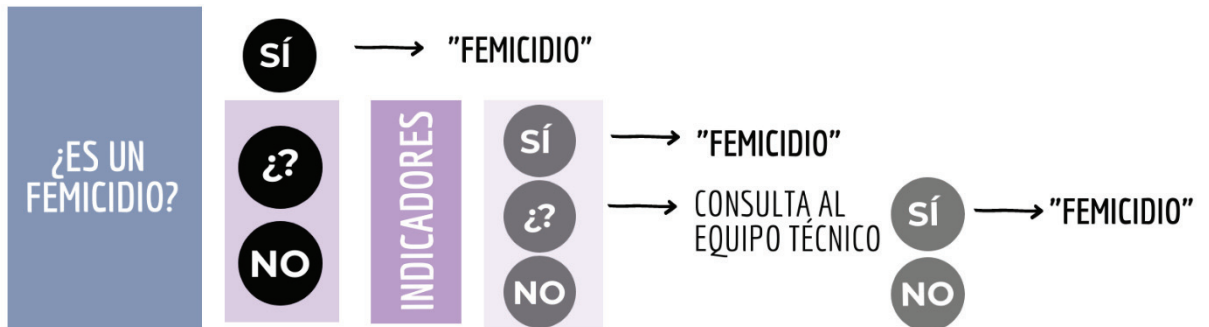 ¿ES UN
FEMICIDIO?
SÍ
"FEMICIDIO"
¿?
NO
INDICADORES
SÍ
"FEMICIDIO"
¿?
CONSULTA AL
EQUIPO TÉCNICO
NO
SÍ
"FEMICIDIO"
NO